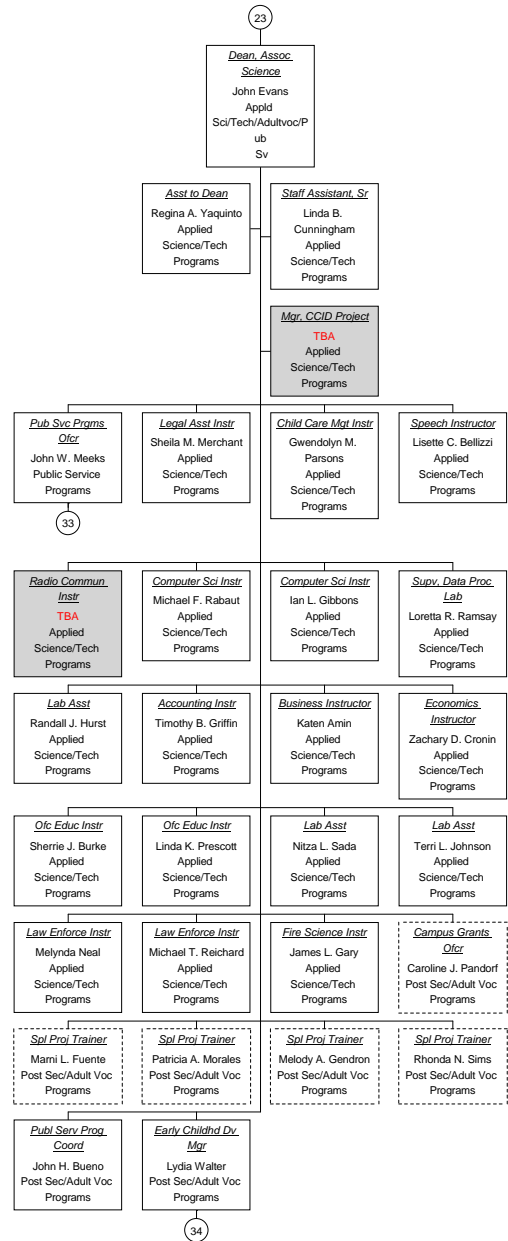 23
Dean, Assoc
Science
John Evans
Appld
Sci/Tech/Adultvoc/P
ub
Sv
Asst to Dean
Regina A. Yaquinto
Applied
Science/Tech
Programs
Staff Assistant, Sr
Linda B.
Cunningham
Applied
Science/Tech
Programs
Mgr, CCID Project
TBA
Applied
Science/Tech
Programs
Pub Svc Prgms
Ofcr
John W. Meeks
Public Service
Programs
33
Legal Asst Instr
Sheila M. Merchant
Applied
Science/Tech
Programs
Child Care Mgt Instr
Gwendolyn M.
Parsons
Applied
Science/Tech
Programs
Speech Instructor
Lisette C. Bellizzi
Applied
Science/Tech
Programs
Radio Commun
Instr
TBA
Applied
Science/Tech
Programs
Computer Sci Instr
Michael F. Rabaut
Applied
Science/Tech
Programs
Computer Sci Instr
Ian L. Gibbons
Applied
Science/Tech
Programs
Supv, Data Proc
Lab
Loretta R. Ramsay
Applied
Science/Tech
Programs
Lab Asst
Randall J. Hurst
Applied
Science/Tech
Programs
Accounting Instr
Timothy B. Griffin
Applied
Science/Tech
Programs
Business Instructor
Katen Amin
Applied
Science/Tech
Programs
Economics
Instructor
Zachary D. Cronin
Applied
Science/Tech
Programs
Ofc Educ Instr
Sherrie J. Burke
Applied
Science/Tech
Programs
Ofc Educ Instr
Linda K. Prescott
Applied
Science/Tech
Programs
Lab Asst
Nitza L. Sada
Applied
Science/Tech
Programs
Lab Asst
Terri L. Johnson
Applied
Science/Tech
Programs
Law Enforce Instr
Melynda Neal
Applied
Science/Tech
Programs
Law Enforce Instr
Michael T. Reichard
Applied
Science/Tech
Programs
Fire Science Instr
James L. Gary
Applied
Science/Tech
Programs
Campus Grants
Ofcr
Caroline J. Pandorf
Post Sec/Adult Voc
Programs
Spl Proj Trainer
Marni L. Fuente
Post Sec/Adult Voc
Programs
Spl Proj Trainer
Patricia A. Morales
Post Sec/Adult Voc
Programs
Spl Proj Trainer
Melody A. Gendron
Post Sec/Adult Voc
Programs
Spl Proj Trainer
Rhonda N. Sims
Post Sec/Adult Voc
Programs
Publ Serv Prog
Coord
John H. Bueno
Post Sec/Adult Voc
Programs
Early Childhd Dv
Mgr
Lydia Walter
Post Sec/Adult Voc
Programs
34